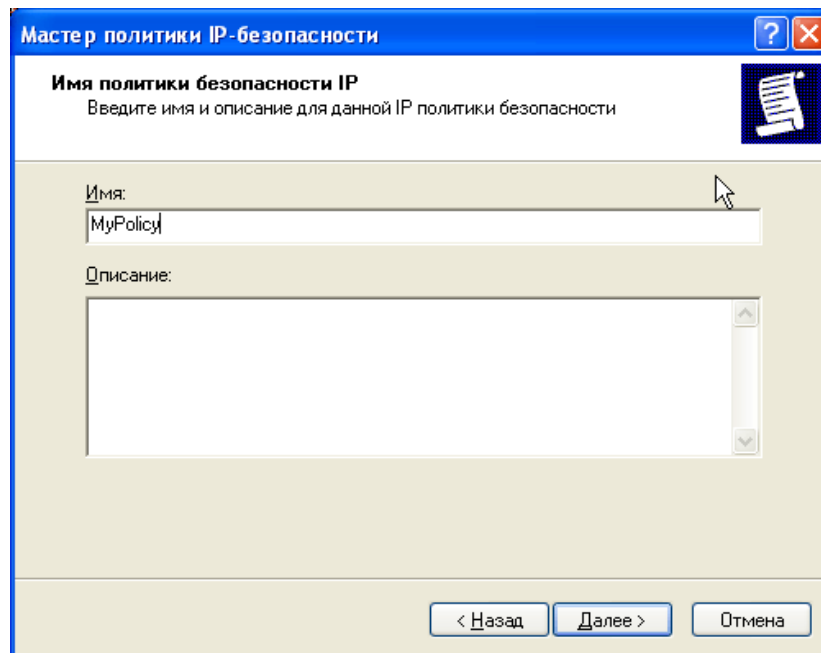 Мастер политики IP-безопасности
Имя политики безопасности IP
Введите имя и описание для данной IP политики безопасности
Имя:
MyPolicy
Описание:
< Назад Далее > Отмена